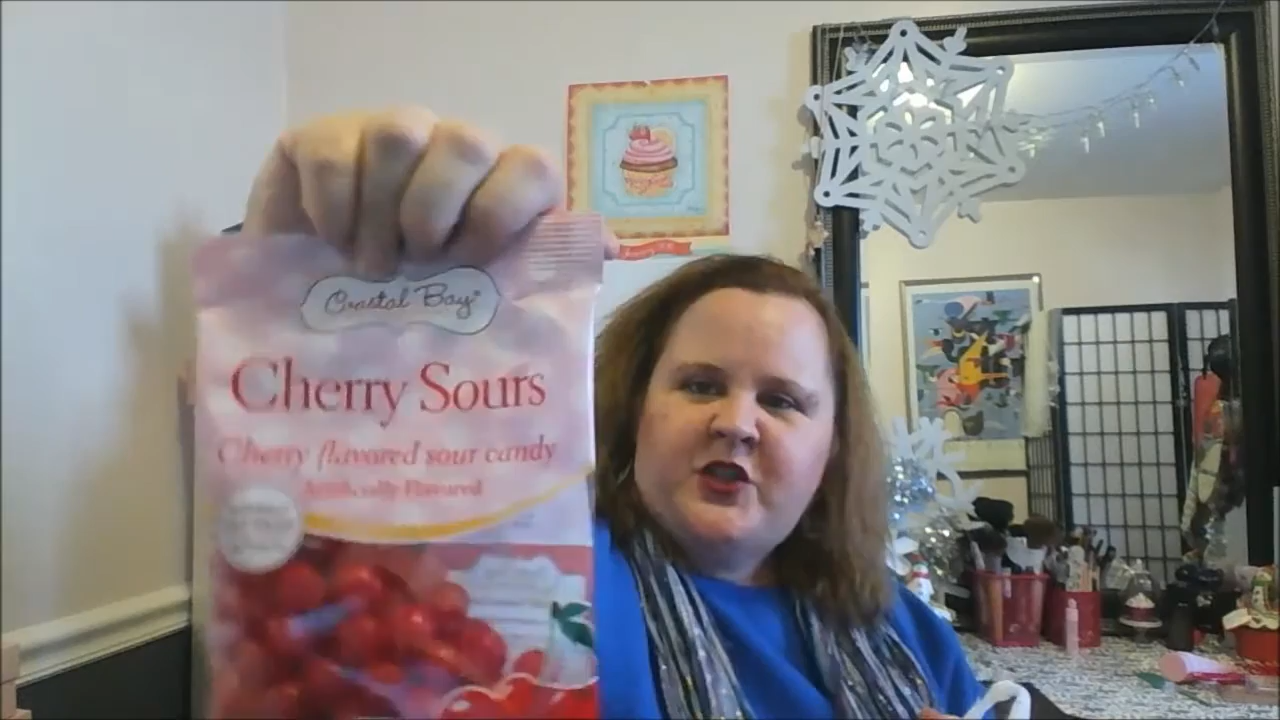 Coastal Bay
Cherry Sours
Cherry flavored sour candy
Artificially Flavored